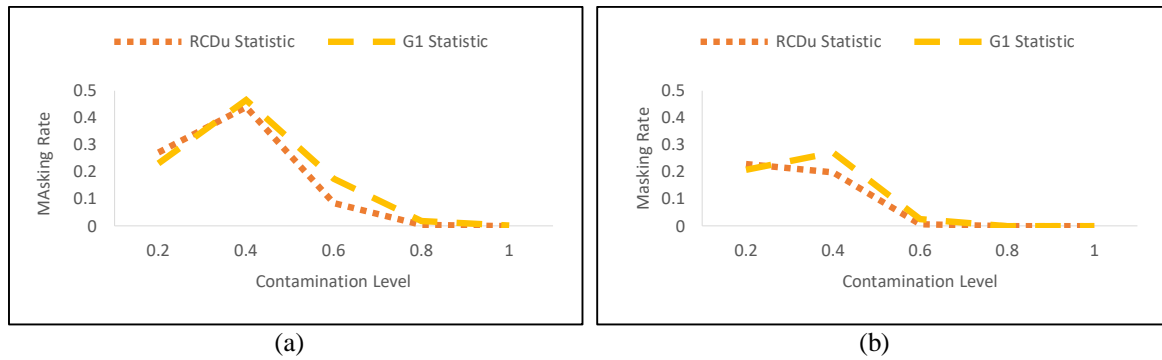 RCDu Statistic G1 Statistic
0.5
0.4
0.3
0.2
0.1
0
MAsking Rate
0.2 0.4 0.6 0.8 1
Contamination Level
(a)
RCDu Statistic G1 Statistic
0.5
0.4
0.3
0.2
0.1
0
Masking Rate
0.2 0.4 0.6 0.8 1
Contamination Level
(b)